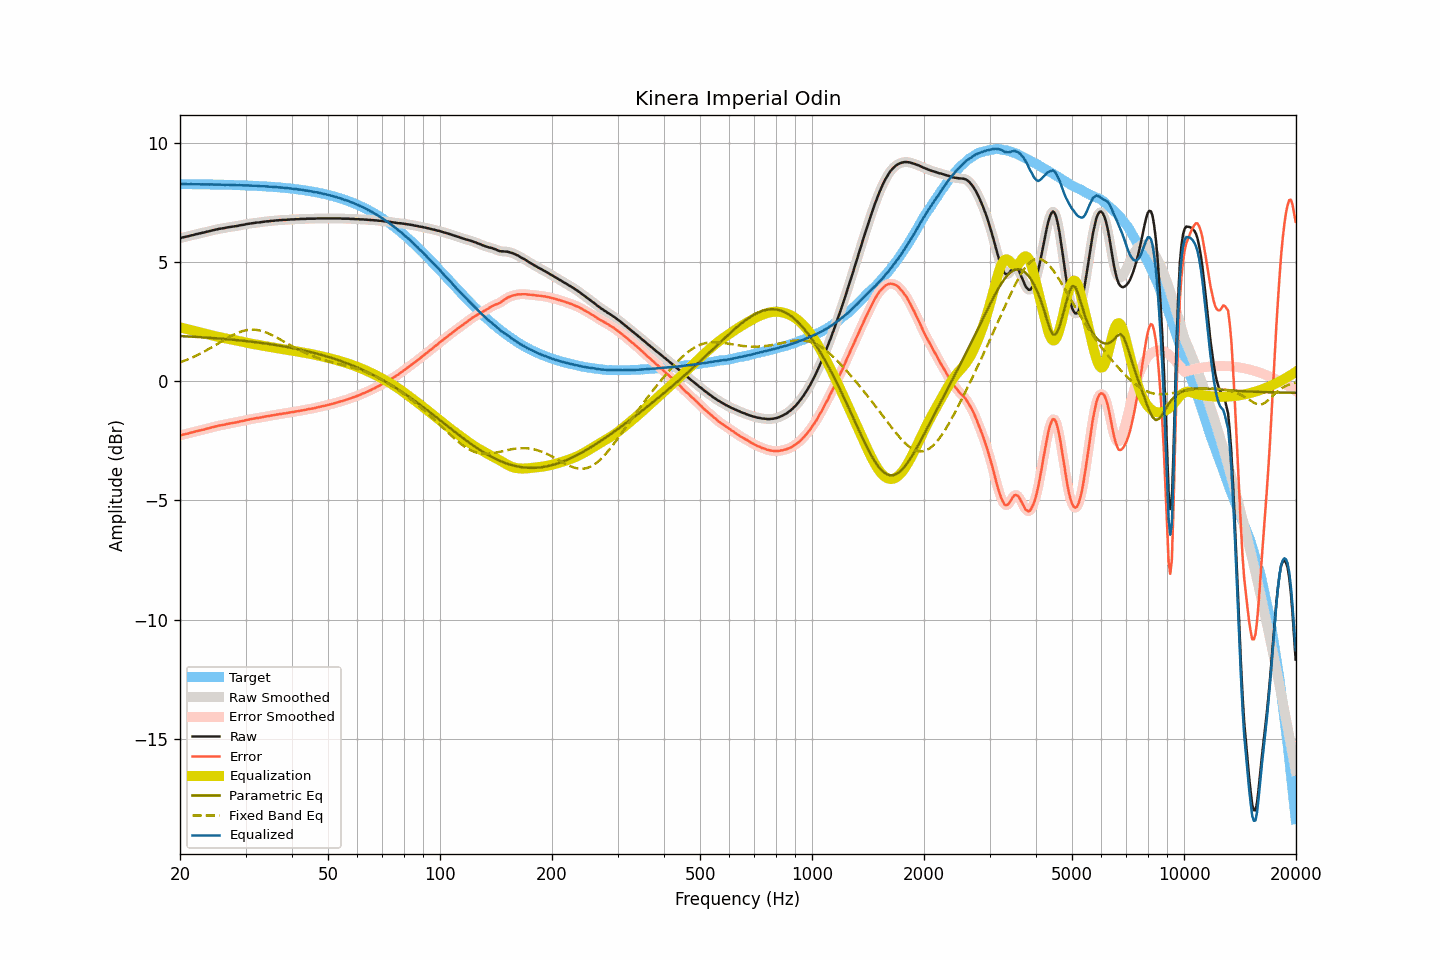 Kinera Imperial Odin
Amplitude (dBr)
10
5
0
−5
−10
−15
Target
Raw Smoothed
Error Smoothed
Raw
Error
Equalization
Parametric Eq
Fixed Band Eq
Equalized
20 50 100 200 500 1000 2000 5000 10000 20000
Frequency (Hz)